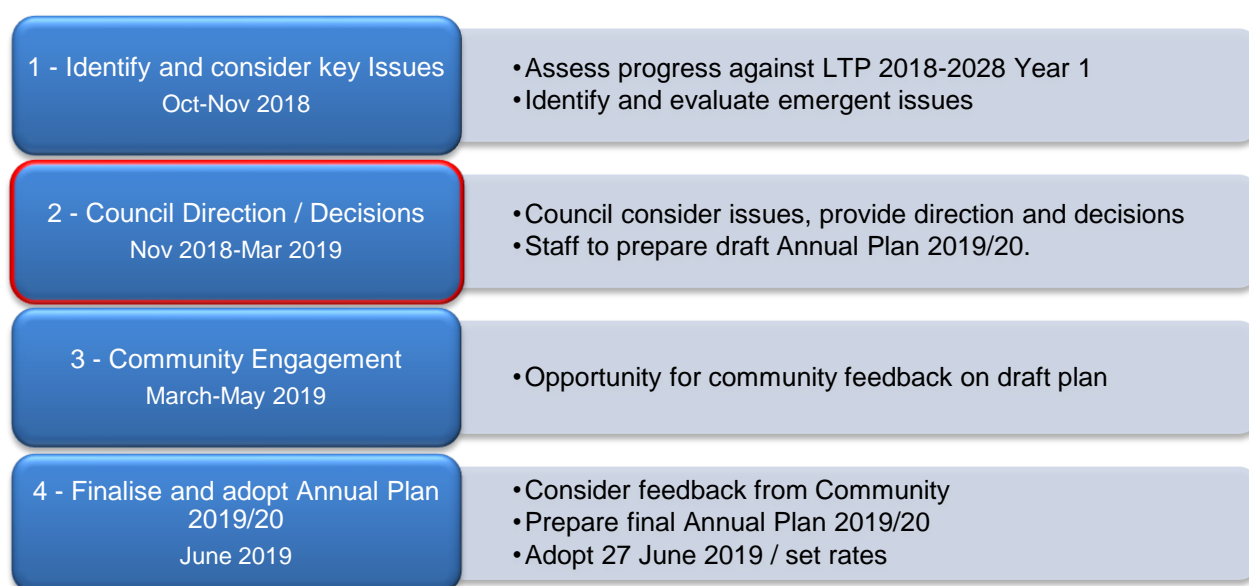 1 - Identify and consider key Issues
Oct-Nov 2018
•Assess progress against LTP 2018-2028 Year 1
•Identify and evaluate emergent issues
2 - Council Direction / Decisions
Nov 2018-Mar 2019
•Council consider issues, provide direction and decisions
•Staff to prepare draft Annual Plan 2019/20.
3 - Community Engagement
March-May 2019
•Opportunity for community feedback on draft plan
4 - Finalise and adopt Annual Plan
2019/20
June 2019
•Consider feedback from Community
•Prepare final Annual Plan 2019/20
•Adopt 27 June 2019 / set rates